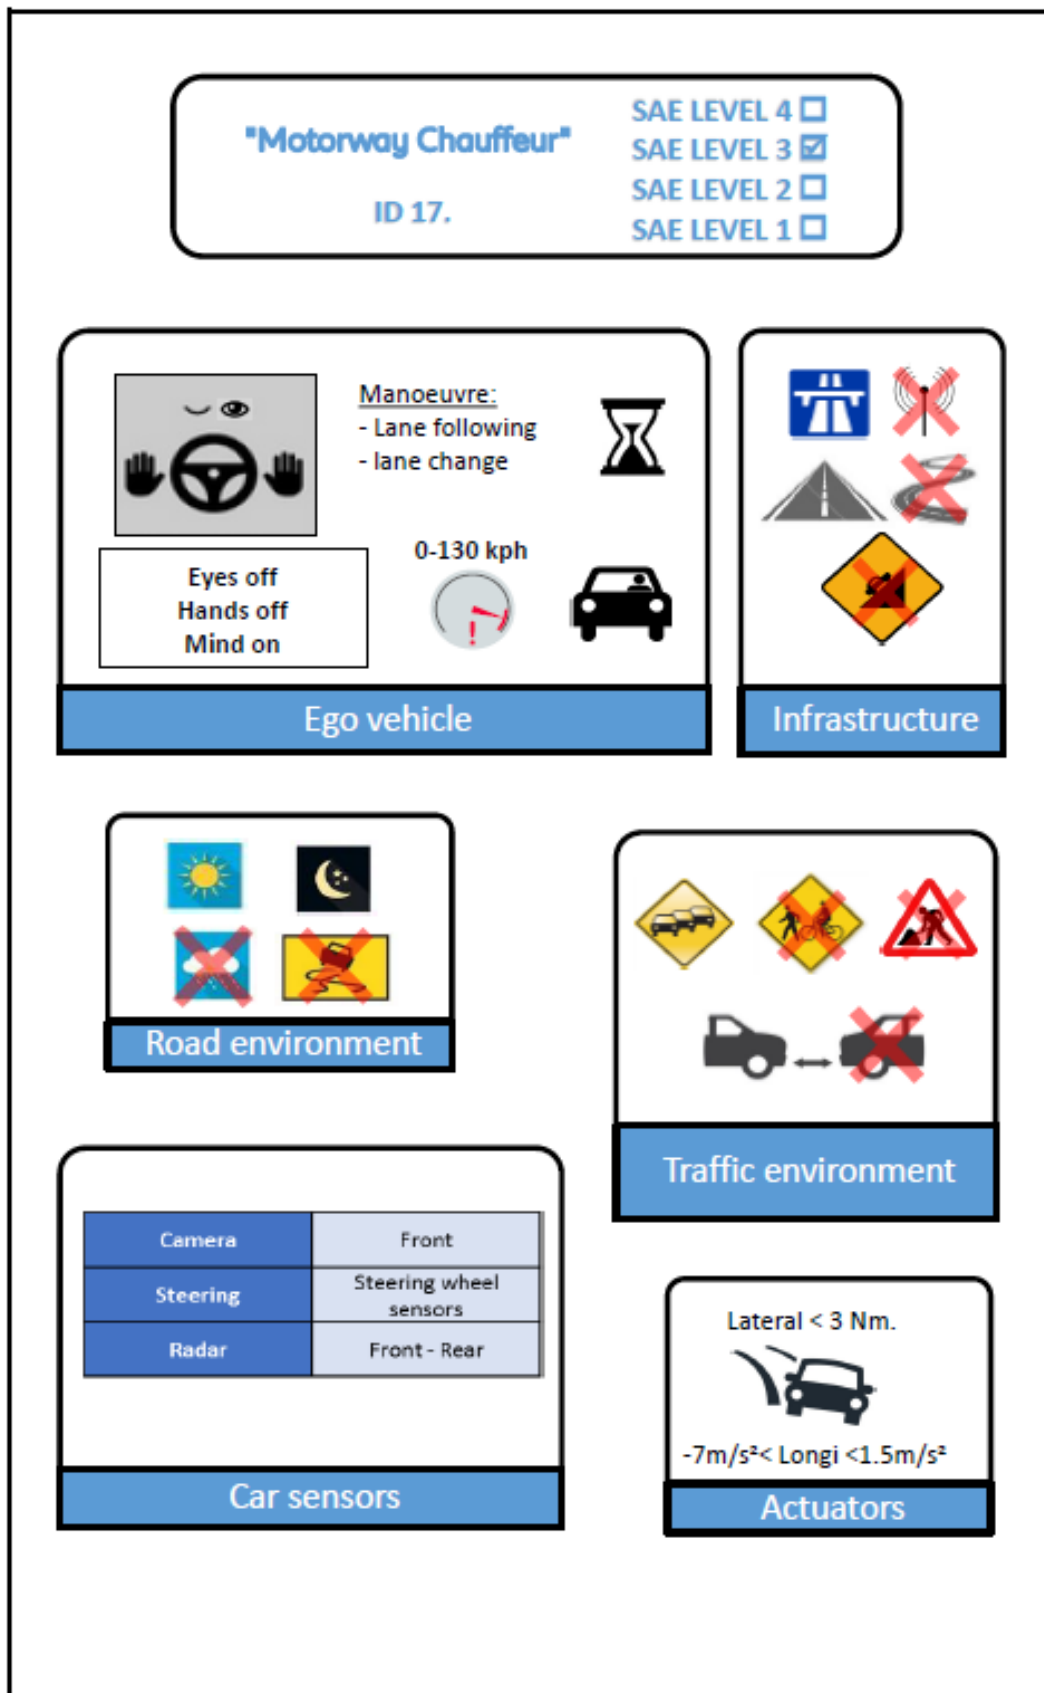 "Motorway Chauffeur"
ID 17.
SAE LEVEL 4 ☐
SAE LEVEL 3 ☑
SAE LEVEL 2 ☐
SAE LEVEL 1 ☐
Manoeuvre:
- Lane following
- lane change
0-130 kph
!
Eyes off
Hands off
Mind on
Ego vehicle
Infrastructure
Road environment
Traffic environment
Camera Front
Steering Steering wheel
sensors
Radar Front - Rear
Car sensors
Lateral < 3 Nm.
-7m/s²< Longi <1.5m/s²
Actuators